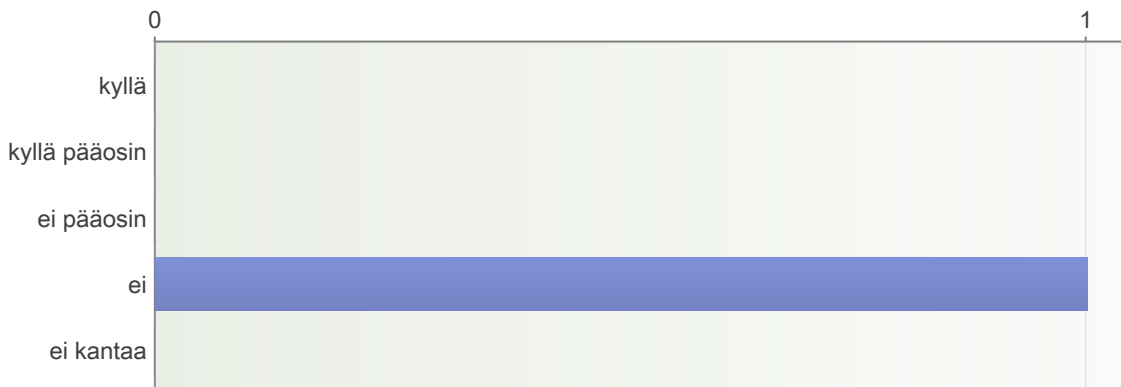 0 1
kyllä
kyllä pääosin
ei pääosin
ei
ei kantaa